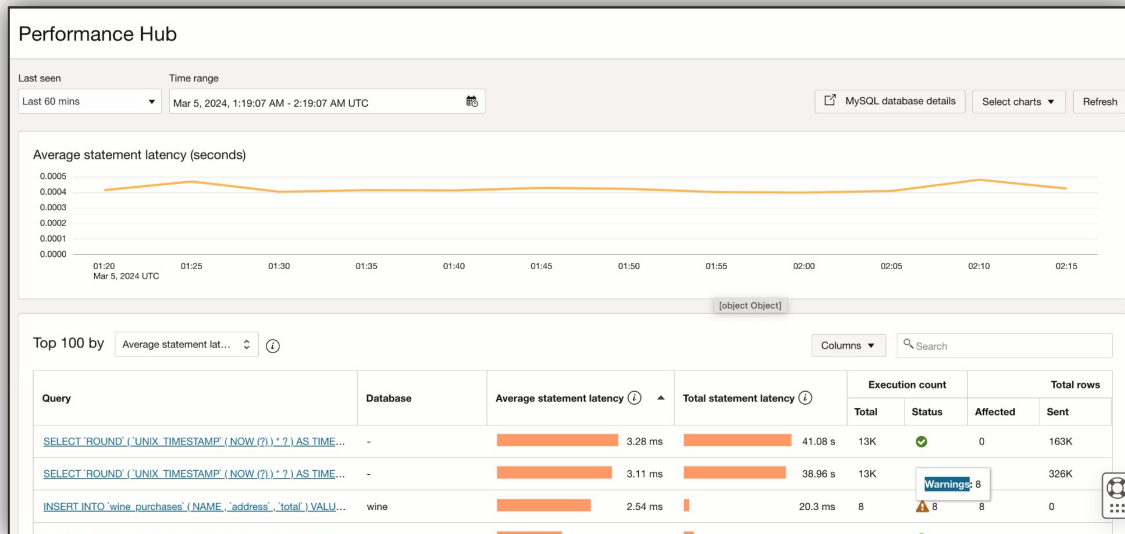 Performance Hub
Last seen
Time range
Last 60 mins
Mar 5, 2024, 1:19:07 AM - 2:19:07 AM UTC
MySQL database details
Select charts
Refresh
Average statement latency (seconds)
0.0005
0.0004
0.0003
0.0002
0.0001
0.0000
01:20 01:25 01:30 01:35 01:40 01:45 01:50 01:55 02:00 02:05 02:10 02:15
Mar 5, 2024 UTC
[object Object]
Top 100 by
Average statement lat...
Columns
Search
Query Database Average statement latency Total statement latency Execution count Total rows
Total Status Affected Sent
SELECT `ROUND` ( `UNIX_TIMESTAMP` ( NOW (?) ) * ? ) AS TIME... - 3.28 ms 41.08 s 13K 0 163K
SELECT `ROUND` ( `UNIX_TIMESTAMP` ( NOW (?) ) * ? ) AS TIME... - 3.11 ms 38.96 s 13K 326K
Warnings: 8
INSERT INTO `wine_purchases` ( NAME , `address` , `total` ) VALU... wine 2.54 ms 20.3 ms 8 8 8 0